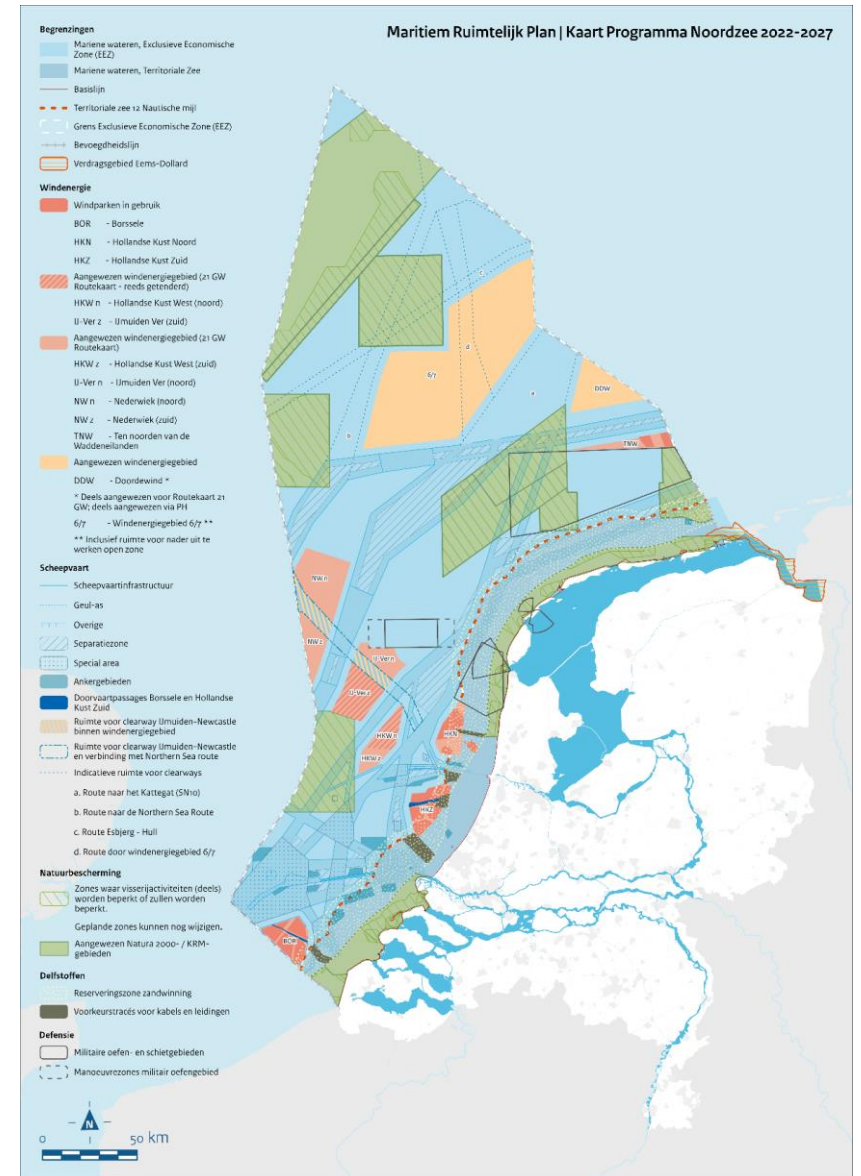 Maritiem Ruimtelijk Plan | Kaart Programma Noordzee 2022-2027
Begrenzingen
Mariene wateren, Exclusieve Economische
Zone (EEZ)
Mariene wateren, Territoriale Zee
Basislijn
Territoriale zee 12 Nautische mijl
Grens Exclusieve Economische Zone (EEZ)
Bevoegdheidslijn
Verdragsgebied Eems-Dollard
Windenergie
Windparken in gebruik
BOR - Borssele
HKN - Hollandse Kust Noord
HKZ - Hollandse Kust Zuid
Aangewezen windenergiegebied (21 GW
Routekaart - reeds getenderd)
HKW n - Hollandse Kust West (noord)
IJ-Ver z - IJmuiden Ver (zuid)
Aangewezen windenergiegebied (21 GW
Routekaart)
HKW z - Hollandse Kust West (zuid)
IJ-Ver n - IJmuiden Ver (noord)
NW n - Nederwiek (noord)
NW z - Nederwiek (zuid)
TNW - Ten noorden van de
Waddeneilanden
Aangewezen windenergiegebied
DDW - Doordewind *
* Deels aangewezen voor Routekaart 21
GW; deels aangewezen via PH
6/7 - Windenergiegebied 6/7 **
** Inclusief ruimte voor nader uit te
werken open zone
Scheepvaart
Scheepvaartinfrastructuur
Geul-as
Overige
Separatiezone
Special area
Ankergebieden
Doorvaartpassages Borssele en Hollandse
Kust Zuid
Ruimte voor clearway IJmuiden-Newcastle
binnen windenergiegebied
Ruimte voor clearway IJmuiden-Newcastle
en verbinding met Northern Sea route
Indicatieve ruimte voor clearways
a. Route naar het Kattegat (SN10)
b. Route naar de Northern Sea Route
c. Route Esbjerg - Hull
d. Route door windenergiegebied 6/7
Natuurbescherming
Zones waar visserijactiviteiten (deels)
worden beperkt of zullen worden
beperkt.
Geplande zones kunnen nog wijzigen.
Aangewezen Natura 2000- / KRM-
gebieden
Delfstoffen
Reserveringszone zandwinning
Voorkeurstracés voor kabels en leidingen
Defensie
Militaire oefen- en schietgebieden
Manoeuvrezones militair oefengebied
N
0 50 km
c
d
6/7
a
DDW
b
TNW
NW n
NW z
IJ-Ver n
IJ-Ver z
HKW n
HKN
HKW z
HKZ
BOR